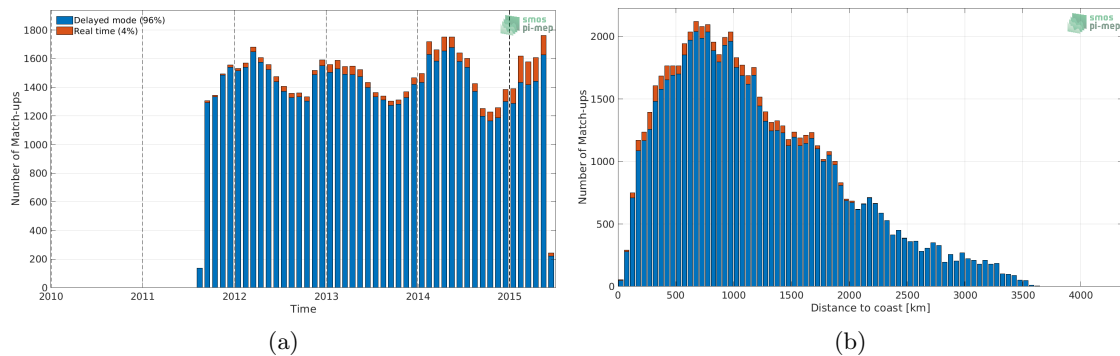 Delayed mode (96%)
Real time (4%)
smos
pi-mep
Number of Match-ups
1800
1600
1400
1200
1000
800
600
400
200
0
2010
2011
2012
2013
2014
2015
Time
(a)
smos
pi-mep
Number of Match-ups
2000
1500
1000
500
0
0
500
1000
1500
2000
2500
3000
3500
4000
Distance to coast [km]
(b)